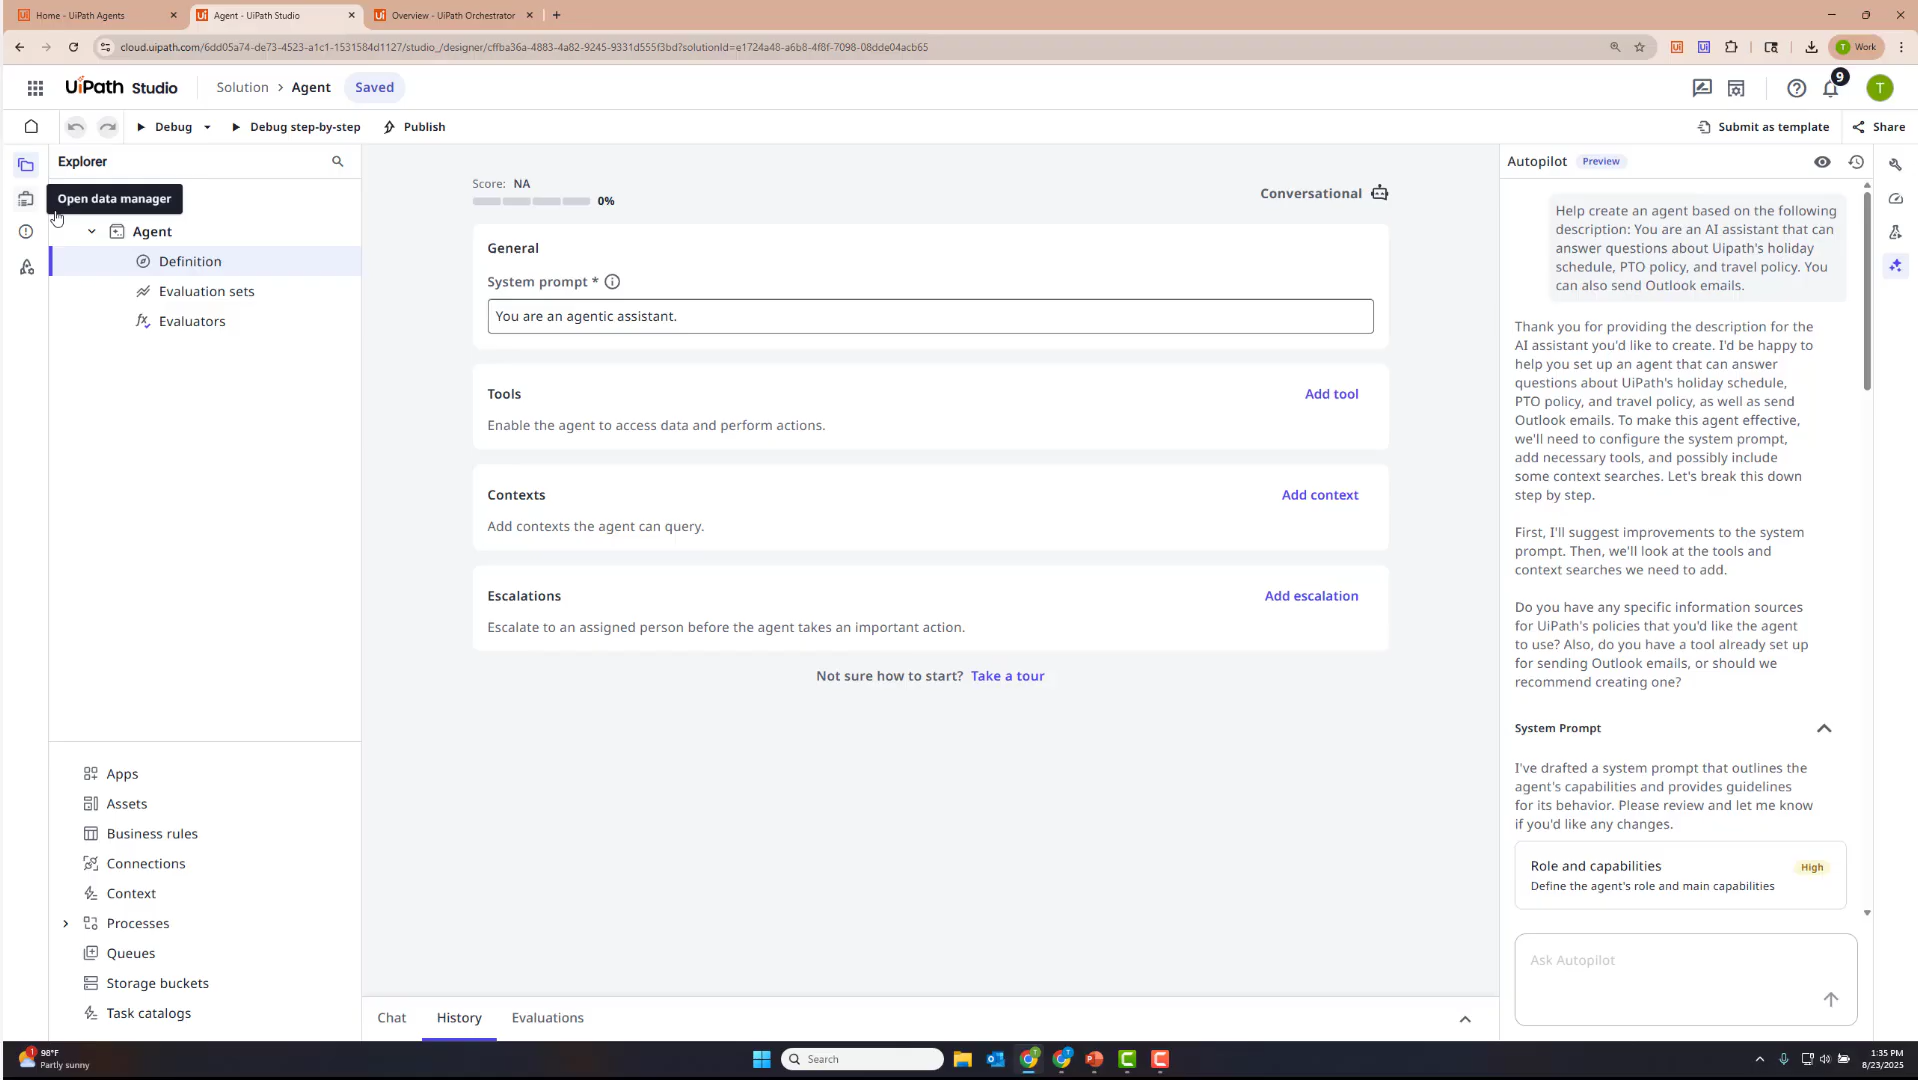 Home - UiPath Agents
Agent - UiPath Studio
Overview - UiPath Orchestrator
cloud.uipath.com/6dd05a74-de73-4523-a1c1-1531584d1127/studio_/designer/cffba36a-4883-4a82-9245-9331d555f3bd?solutionId=e1724a48-a6b8-4f8f-7098-08dde04acb65
T Work
UiPath Studio
Solution > Agent
Saved
9
T
Debug
Debug step-by-step
Publish
Submit as template
Share
Explorer
Open data manager
Agent
Definition
Evaluation sets
Evaluators
Apps
Assets
Business rules
Connections
Context
Processes
Queues
Storage buckets
Task catalogs
Score: NA
0%
Conversational
General
System prompt *
You are an agentic assistant.
Tools
Add tool
Enable the agent to access data and perform actions.
Contexts
Add context
Add contexts the agent can query.
Escalations
Add escalation
Escalate to an assigned person before the agent takes an important action.
Not sure how to start? Take a tour
Chat
History
Evaluations
Autopilot
Preview
Help create an agent based on the following
description: You are an AI assistant that can
answer questions about Uipath's holiday
schedule, PTO policy, and travel policy. You
can also send Outlook emails.
Thank you for providing the description for the
AI assistant you'd like to create. I'd be happy to
help you set up an agent that can answer
questions about UiPath's holiday schedule,
PTO policy, and travel policy, as well as send
Outlook emails. To make this agent effective,
we'll need to configure the system prompt,
add necessary tools, and possibly include
some context searches. Let's break this down
step by step.
First, I'll suggest improvements to the system
prompt. Then, we'll look at the tools and
context searches we need to add.
Do you have any specific information sources
for UiPath's policies that you'd like the agent
to use? Also, do you have a tool already set up
for sending Outlook emails, or should we
recommend creating one?
System Prompt
I've drafted a system prompt that outlines the
agent's capabilities and provides guidelines
for its behavior. Please review and let me know
if you'd like any changes.
Role and capabilities
High
Define the agent's role and main capabilities
Ask Autopilot
1
98°F
Partly sunny
Search
1:35 PM
8/23/2025